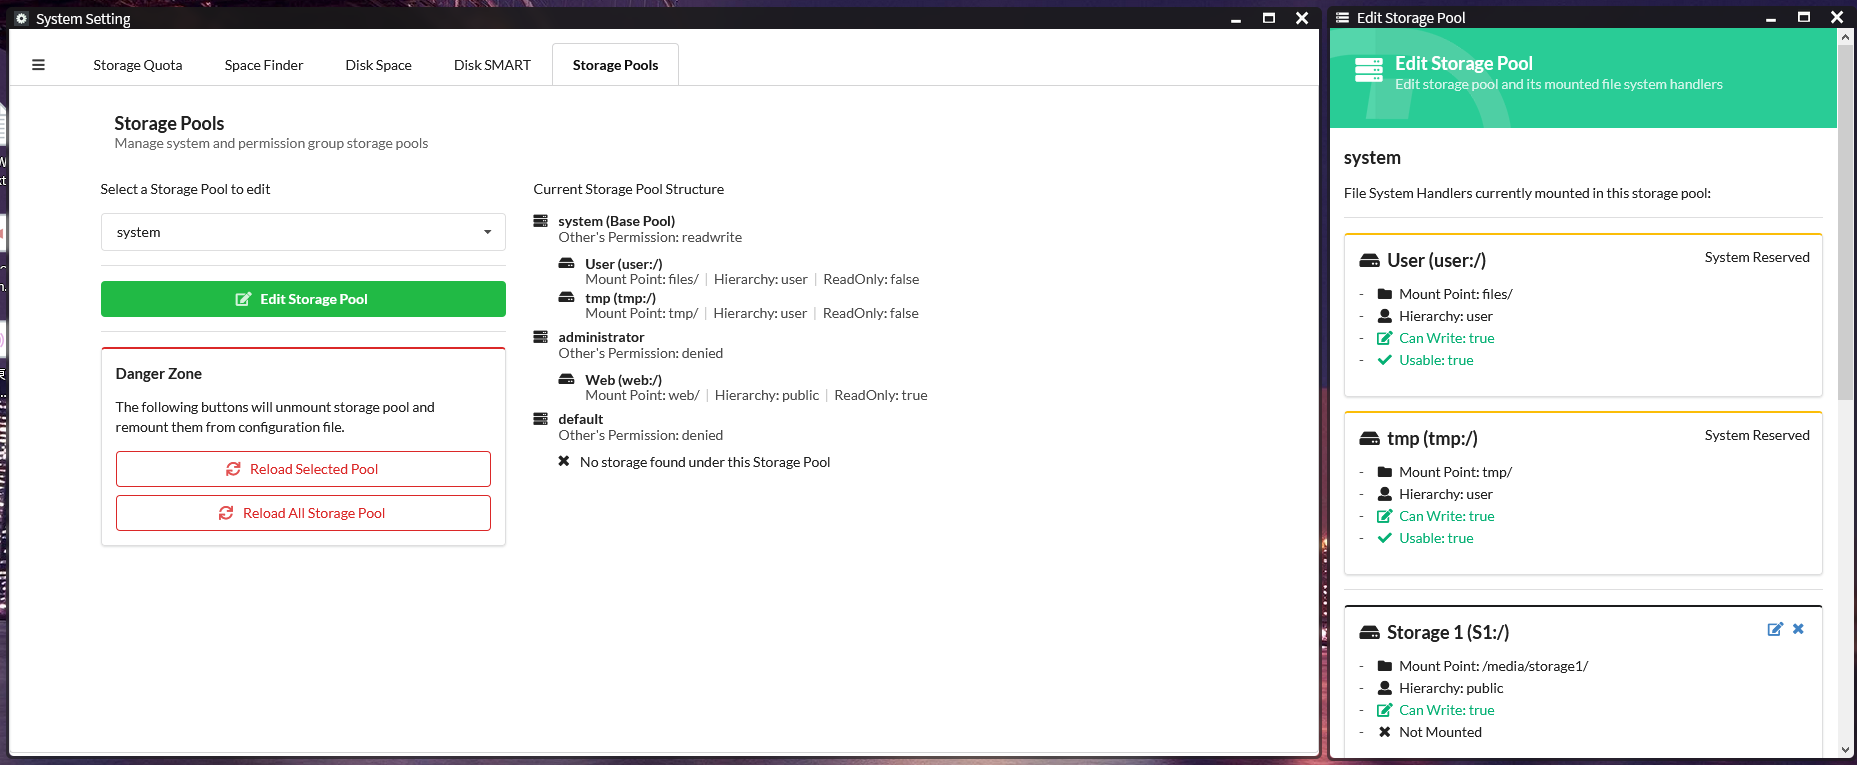 System Setting
Storage Quota
Space Finder
Disk Space
Disk SMART
Storage Pools
Storage Pools
Manage system and permission group storage pools
Select a Storage Pool to edit
system
Edit Storage Pool
Danger Zone
The following buttons will unmount storage pool and
remount them from configuration file.
Reload Selected Pool
Reload All Storage Pool
Current Storage Pool Structure
system (Base Pool)
Other's Permission: readwrite
User (user:/)
Mount Point: files/ | Hierarchy: user | ReadOnly: false
tmp (tmp:/)
Mount Point: tmp/ | Hierarchy: user | ReadOnly: false
administrator
Other's Permission: denied
Web (web:/)
Mount Point: web/ | Hierarchy: public | ReadOnly: true
default
Other's Permission: denied
No storage found under this Storage Pool
Edit Storage Pool
Edit Storage Pool
Edit storage pool and its mounted file system handlers
system
File System Handlers currently mounted in this storage pool:
User (user:/)
System Reserved
- Mount Point: files/
- Hierarchy: user
- Can Write: true
- Usable: true
tmp (tmp:/)
System Reserved
- Mount Point: tmp/
- Hierarchy: user
- Can Write: true
- Usable: true
Storage 1 (S1:/)
- Mount Point: /media/storage1/
- Hierarchy: public
- Can Write: true
- Not Mounted